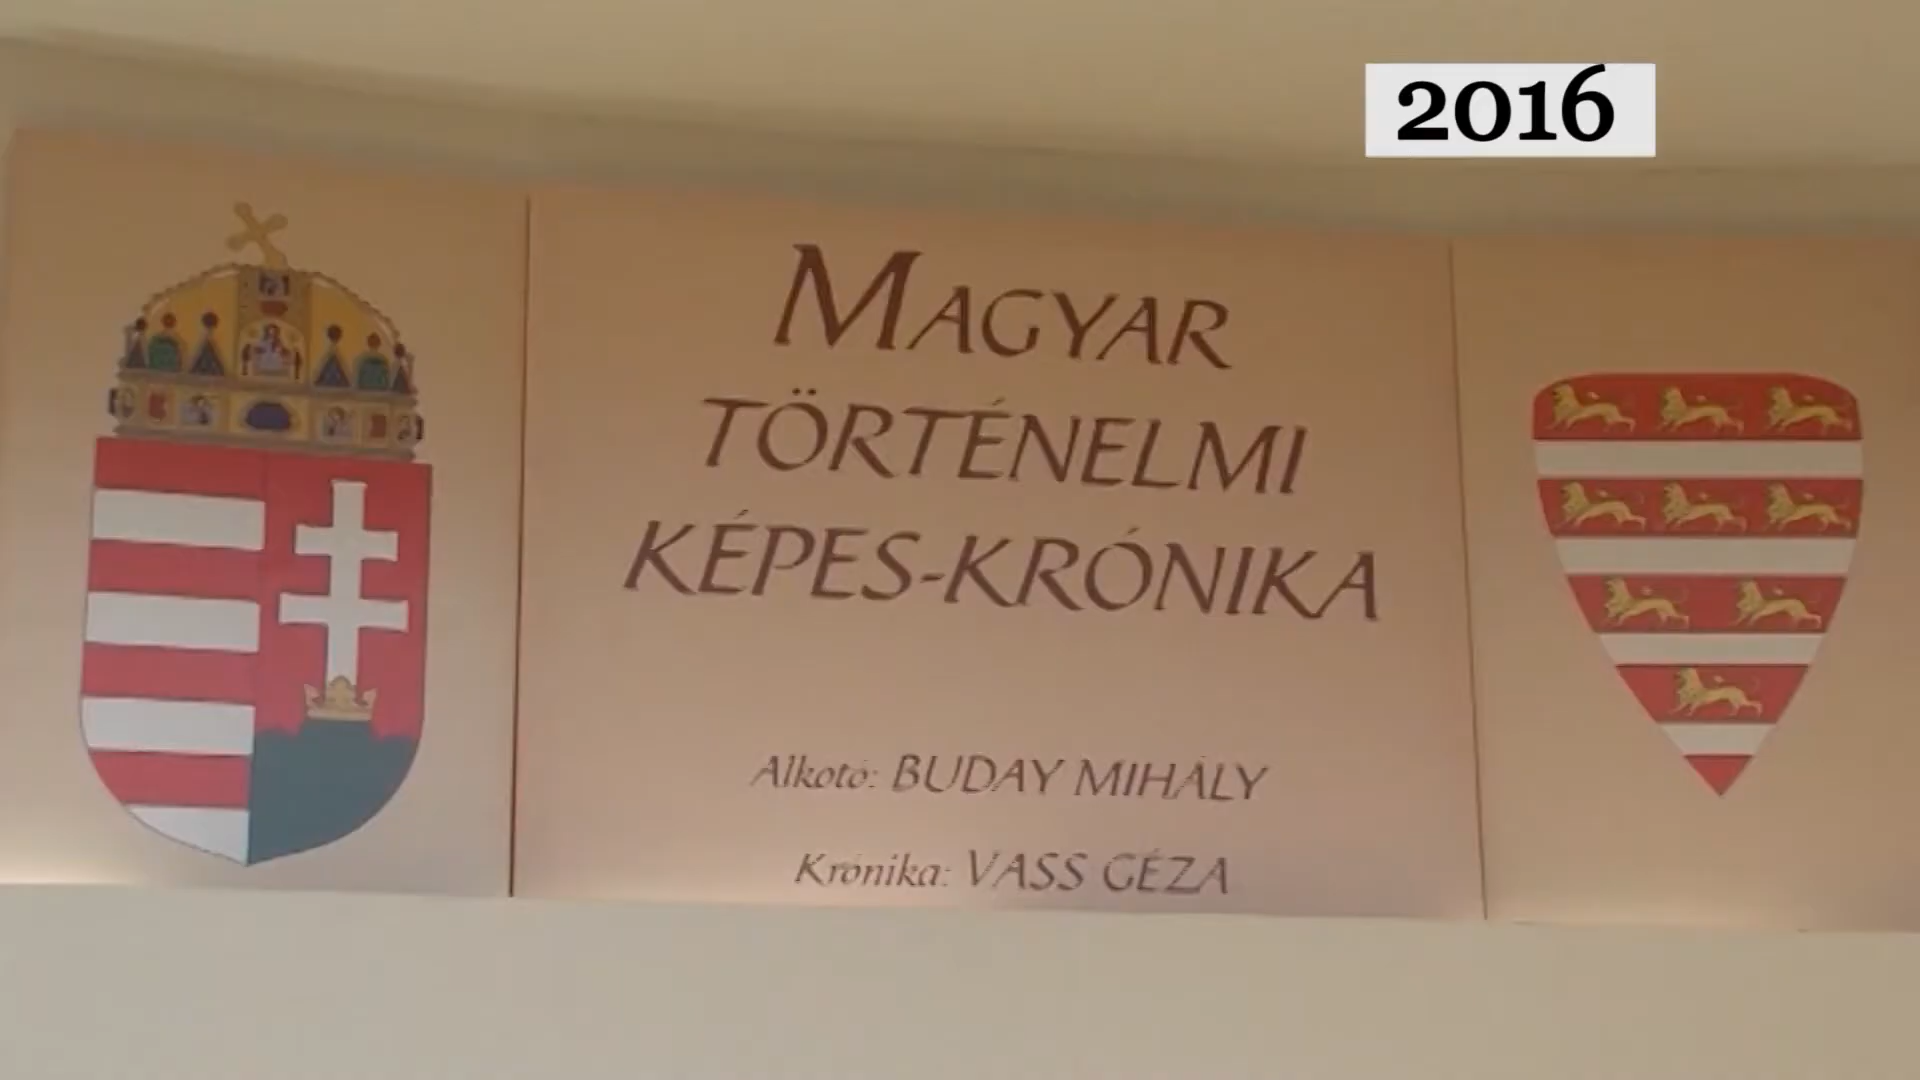 2016
MAGYAR
TÖRTÉNELMI
KÉPES-KRÓNIKA
Alkotó: BUDAY MIHÁLY
Krónika: VASS GÉZA